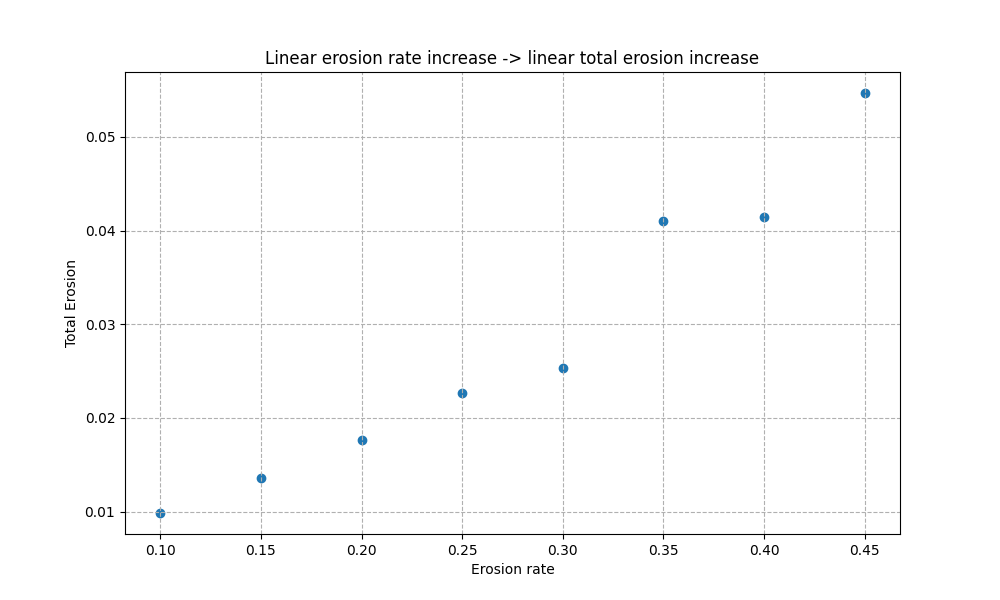 Linear erosion rate increase -> linear total erosion increase
Total Erosion
0.05
0.04
0.03
0.02
0.01
0.10 0.15 0.20 0.25 0.30 0.35 0.40 0.45
Erosion rate